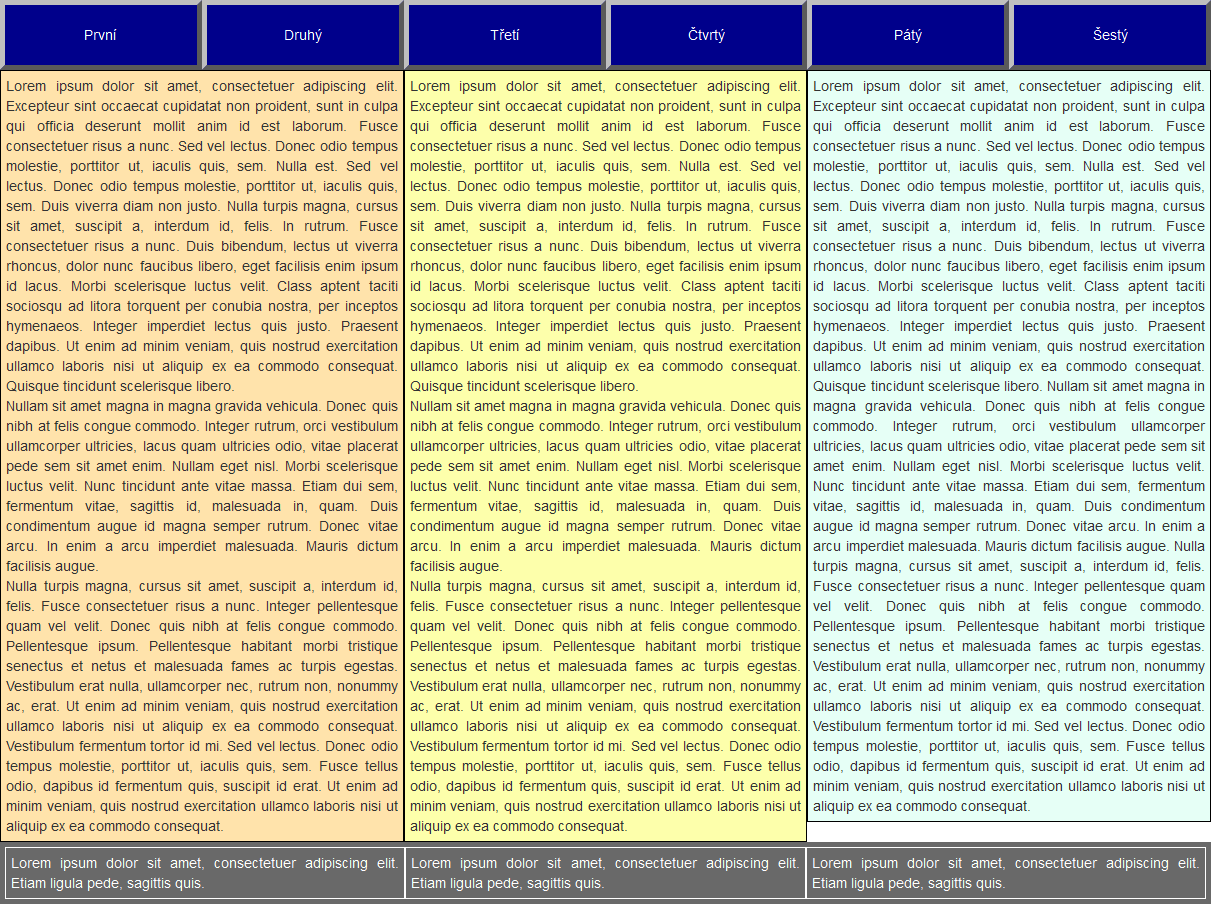 První
Druhý
Třetí
Čtvrtý
Pátý
Šestý
Lorem ipsum dolor sit amet, consectetuer adipiscing elit.
Excepteur sint occaecat cupidatat non proident, sunt in culpa
qui officia deserunt mollit anim id est laborum. Fusce
consectetuer risus a nunc. Sed vel lectus. Donec odio tempus
molestie, porttitor ut, iaculis quis, sem. Nulla est. Sed vel
lectus. Donec odio tempus molestie, porttitor ut, iaculis quis,
sem. Duis viverra diam non justo. Nulla turpis magna, cursus
sit amet, suscipit a, interdum id, felis. In rutrum. Fusce
consectetuer risus a nunc. Duis bibendum, lectus ut viverra
rhoncus, dolor nunc faucibus libero, eget facilisis enim ipsum
id lacus. Morbi scelerisque luctus velit. Class aptent taciti
sociosqu ad litora torquent per conubia nostra, per inceptos
hymenaeos. Integer imperdiet lectus quis justo. Praesent
dapibus. Ut enim ad minim veniam, quis nostrud exercitation
ullamco laboris nisi ut aliquip ex ea commodo consequat.
Quisque tincidunt scelerisque libero.
Nullam sit amet magna in magna gravida vehicula. Donec quis
nibh at felis congue commodo. Integer rutrum, orci vestibulum
ullamcorper ultricies, lacus quam ultricies odio, vitae placerat
pede sem sit amet enim. Nullam eget nisl. Morbi scelerisque
luctus velit. Nunc tincidunt ante vitae massa. Etiam dui sem,
fermentum vitae, sagittis id, malesuada in, quam. Duis
condimentum augue id magna semper rutrum. Donec vitae
arcu. In enim a arcu imperdiet malesuada. Mauris dictum
facilisis augue.
Nulla turpis magna, cursus sit amet, suscipit a, interdum id,
felis. Fusce consectetuer risus a nunc. Integer pellentesque
quam vel velit. Donec quis nibh at felis congue commodo.
Pellentesque ipsum. Pellentesque habitant morbi tristique
senectus et netus et malesuada fames ac turpis egestas.
Vestibulum erat nulla, ullamcorper nec, rutrum non, nonummy
ac, erat. Ut enim ad minim veniam, quis nostrud exercitation
ullamco laboris nisi ut aliquip ex ea commodo consequat.
Vestibulum fermentum tortor id mi. Sed vel lectus. Donec odio
tempus molestie, porttitor ut, iaculis quis, sem. Fusce tellus
odio, dapibus id fermentum quis, suscipit id erat. Ut enim ad
minim veniam, quis nostrud exercitation ullamco laboris nisi ut
aliquip ex ea commodo consequat.
Lorem ipsum dolor sit amet, consectetuer adipiscing elit.
Excepteur sint occaecat cupidatat non proident, sunt in culpa
qui officia deserunt mollit anim id est laborum. Fusce
consectetuer risus a nunc. Sed vel lectus. Donec odio tempus
molestie, porttitor ut, iaculis quis, sem. Nulla est. Sed vel
lectus. Donec odio tempus molestie, porttitor ut, iaculis quis,
sem. Duis viverra diam non justo. Nulla turpis magna, cursus
sit amet, suscipit a, interdum id, felis. In rutrum. Fusce
consectetuer risus a nunc. Duis bibendum, lectus ut viverra
rhoncus, dolor nunc faucibus libero, eget facilisis enim ipsum
id lacus. Morbi scelerisque luctus velit. Class aptent taciti
sociosqu ad litora torquent per conubia nostra, per inceptos
hymenaeos. Integer imperdiet lectus quis justo. Praesent
dapibus. Ut enim ad minim veniam, quis nostrud exercitation
ullamco laboris nisi ut aliquip ex ea commodo consequat.
Quisque tincidunt scelerisque libero.
Nullam sit amet magna in magna gravida vehicula. Donec quis
nibh at felis congue commodo. Integer rutrum, orci vestibulum
ullamcorper ultricies, lacus quam ultricies odio, vitae placerat
pede sem sit amet enim. Nullam eget nisl. Morbi scelerisque
luctus velit. Nunc tincidunt ante vitae massa. Etiam dui sem,
fermentum vitae, sagittis id, malesuada in, quam. Duis
condimentum augue id magna semper rutrum. Donec vitae
arcu. In enim a arcu imperdiet malesuada. Mauris dictum
facilisis augue.
Nulla turpis magna, cursus sit amet, suscipit a, interdum id,
felis. Fusce consectetuer risus a nunc. Integer pellentesque
quam vel velit. Donec quis nibh at felis congue commodo.
Pellentesque ipsum. Pellentesque habitant morbi tristique
senectus et netus et malesuada fames ac turpis egestas.
Vestibulum erat nulla, ullamcorper nec, rutrum non, nonummy
ac, erat. Ut enim ad minim veniam, quis nostrud exercitation
ullamco laboris nisi ut aliquip ex ea commodo consequat.
Vestibulum fermentum tortor id mi. Sed vel lectus. Donec odio
tempus molestie, porttitor ut, iaculis quis, sem. Fusce tellus
odio, dapibus id fermentum quis, suscipit id erat. Ut enim ad
minim veniam, quis nostrud exercitation ullamco laboris nisi ut
aliquip ex ea commodo consequat.
Lorem ipsum dolor sit amet, consectetuer adipiscing elit.
Excepteur sint occaecat cupidatat non proident, sunt in culpa
qui officia deserunt mollit anim id est laborum. Fusce
consectetuer risus a nunc. Sed vel lectus. Donec odio tempus
molestie, porttitor ut, iaculis quis, sem. Nulla est. Sed vel
lectus. Donec odio tempus molestie, porttitor ut, iaculis quis,
sem. Duis viverra diam non justo. Nulla turpis magna, cursus
sit amet, suscipit a, interdum id, felis. In rutrum. Fusce
consectetuer risus a nunc. Duis bibendum, lectus ut viverra
rhoncus, dolor nunc faucibus libero, eget facilisis enim ipsum
id lacus. Morbi scelerisque luctus velit. Class aptent taciti
sociosqu ad litora torquent per conubia nostra, per inceptos
hymenaeos. Integer imperdiet lectus quis justo. Praesent
dapibus. Ut enim ad minim veniam, quis nostrud exercitation
ullamco laboris nisi ut aliquip ex ea commodo consequat.
Quisque tincidunt scelerisque libero. Nullam sit amet magna in
magna gravida vehicula. Donec quis nibh at felis congue
commodo. Integer rutrum, orci vestibulum ullamcorper
ultricies, lacus quam ultricies odio, vitae placerat pede sem sit
amet enim. Nullam eget nisl. Morbi scelerisque luctus velit.
Nunc tincidunt ante vitae massa. Etiam dui sem, fermentum
vitae, sagittis id, malesuada in, quam. Duis condimentum
augue id magna semper rutrum. Donec vitae arcu. In enim a
arcu imperdiet malesuada. Mauris dictum facilisis augue. Nulla
turpis magna, cursus sit amet, suscipit a, interdum id, felis.
Fusce consectetuer risus a nunc. Integer pellentesque quam
vel velit. Donec quis nibh at felis congue commodo.
Pellentesque ipsum. Pellentesque habitant morbi tristique
senectus et netus et malesuada fames ac turpis egestas.
Vestibulum erat nulla, ullamcorper nec, rutrum non, nonummy
ac, erat. Ut enim ad minim veniam, quis nostrud exercitation
ullamco laboris nisi ut aliquip ex ea commodo consequat.
Vestibulum fermentum tortor id mi. Sed vel lectus. Donec odio
tempus molestie, porttitor ut, iaculis quis, sem. Fusce tellus
odio, dapibus id fermentum quis, suscipit id erat. Ut enim ad
minim veniam, quis nostrud exercitation ullamco laboris nisi ut
aliquip ex ea commodo consequat.
Lorem ipsum dolor sit amet, consectetuer adipiscing elit.
Etiam ligula pede, sagittis quis.
Lorem ipsum dolor sit amet, consectetuer adipiscing elit.
Etiam ligula pede, sagittis quis.
Lorem ipsum dolor sit amet, consectetuer adipiscing elit.
Etiam ligula pede, sagittis quis.